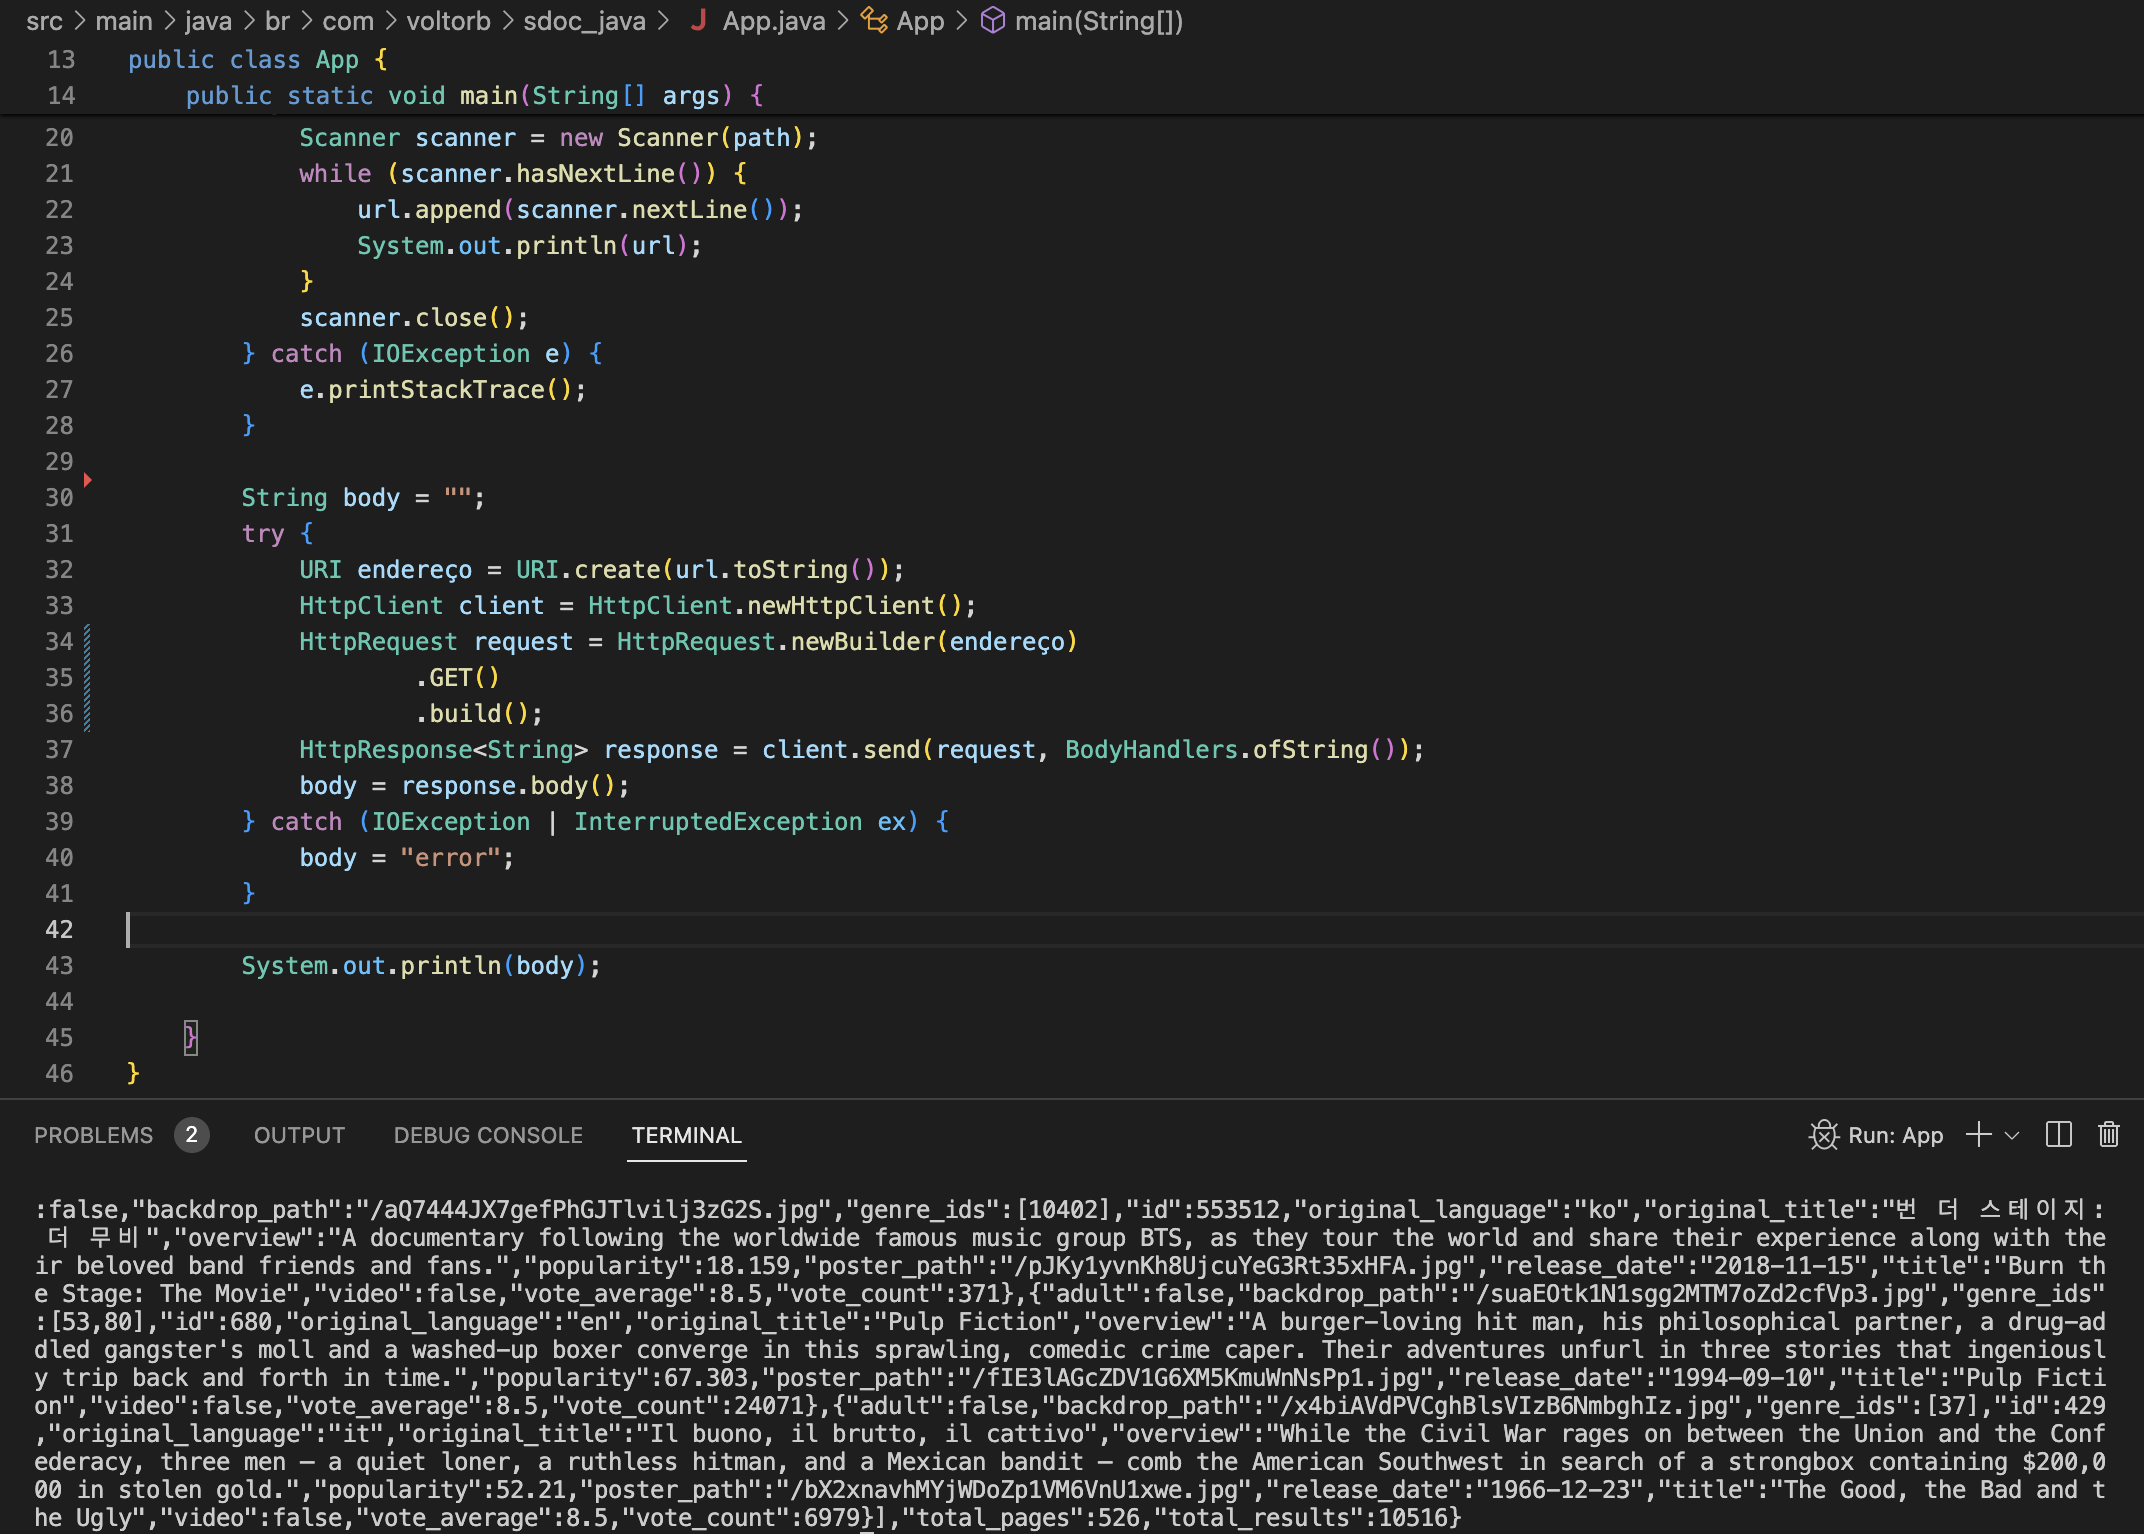 src > main > java > br > com > voltorb > sdoc_java > J App.java > App > main(String[])
13 public class App {
14 public static void main(String[] args) {
20 Scanner scanner = new Scanner(path);
21 while (scanner.hasNextLine()) {
22 url.append(scanner.nextLine());
23 System.out.println(url);
24 }
25 scanner.close();
26 } catch (IOException e) {
27 e.printStackTrace();
28 }
29
30 String body = "";
31 try {
32 URI endereço = URI.create(url.toString());
33 HttpClient client = HttpClient.newHttpClient();
34 HttpRequest request = HttpRequest.newBuilder(endereço)
35 .GET()
36 .build();
37 HttpResponse<String> response = client.send(request, BodyHandlers.ofString());
38 body = response.body();
39 } catch (IOException | InterruptedException ex) {
40 body = "error";
41 }
42
43 System.out.println(body);
44
45 }
46 }
PROBLEMS 2 OUTPUT DEBUG CONSOLE TERMINAL Run: App
:false,"backdrop_path":"/aQ7444JX7gefPhGJTlvilj3zG2S.jpg","genre_ids":[10402],"id":553512,"original_language":"ko","original_title":"번 더 스테이지:
더 무비","overview":"A documentary following the worldwide famous music group BTS, as they tour the world and share their experience along with the
ir beloved band friends and fans.","popularity":18.159,"poster_path":"/pJKy1yvnKh8UjcuYeG3Rt35xHFA.jpg","release_date":"2018-11-15","title":"Burn th
e Stage: The Movie","video":false,"vote_average":8.5,"vote_count":371},{"adult":false,"backdrop_path":"/suaEOtk1N1sgg2MTM7oZd2cfVp3.jpg","genre_ids"
:[53,80],"id":680,"original_language":"en","original_title":"Pulp Fiction","overview":"A burger-loving hit man, his philosophical partner, a drug-ad
dled gangster's moll and a washed-up boxer converge in this sprawling, comedic crime caper. Their adventures unfurl in three stories that ingeniousl
y trip back and forth in time.","popularity":67.303,"poster_path":"/fIE3lAGcZDV1G6XM5KmuWnNsPp1.jpg","release_date":"1994-09-10","title":"Pulp Ficti
on","video":false,"vote_average":8.5,"vote_count":24071},{"adult":false,"backdrop_path":"/x4biAVdPVCghBlsVIzB6NmbghIz.jpg","genre_ids":[37],"id":429
,"original_language":"it","original_title":"Il buono, il brutto, il cattivo","overview":"While the Civil War rages on between the Union and the Conf
ederacy, three men – a quiet loner, a ruthless hitman, and a Mexican bandit – comb the American Southwest in search of a strongbox containing $200,0
00 in stolen gold.","popularity":52.21,"poster_path":"/bX2xnavhMYjWDoZp1VM6VnU1xwe.jpg","release_date":"1966-12-23","title":"The Good, the Bad and t
he Ugly","video":false,"vote_average":8.5,"vote_count":6979}],"total_pages":526,"total_results":10516}